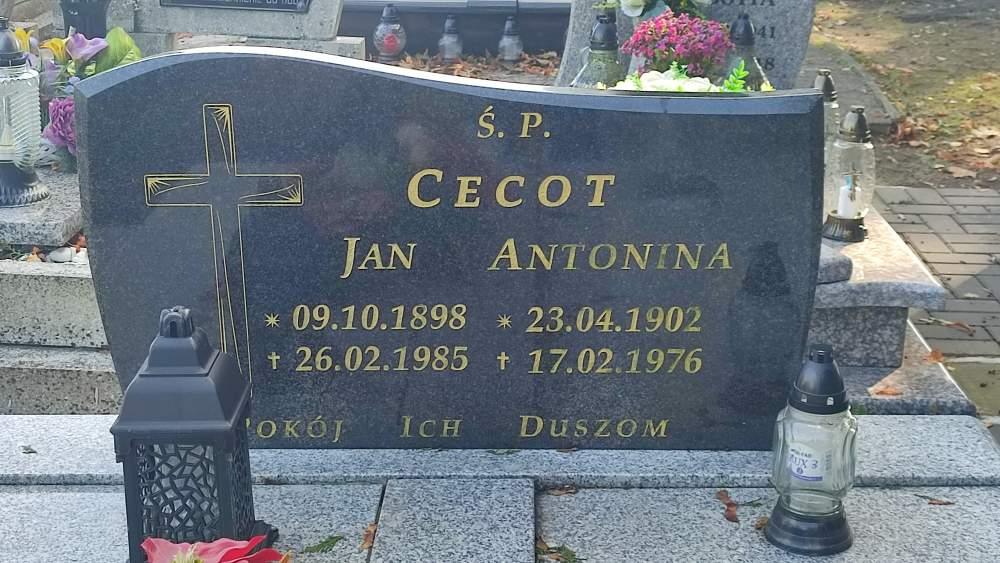 Ś. P.
CECOT
JAN ANTONINA
* 09.10.1898 * 23.04.1902
† 26.02.1985 † 17.02.1976
POKÓJ ICH DUSZOM